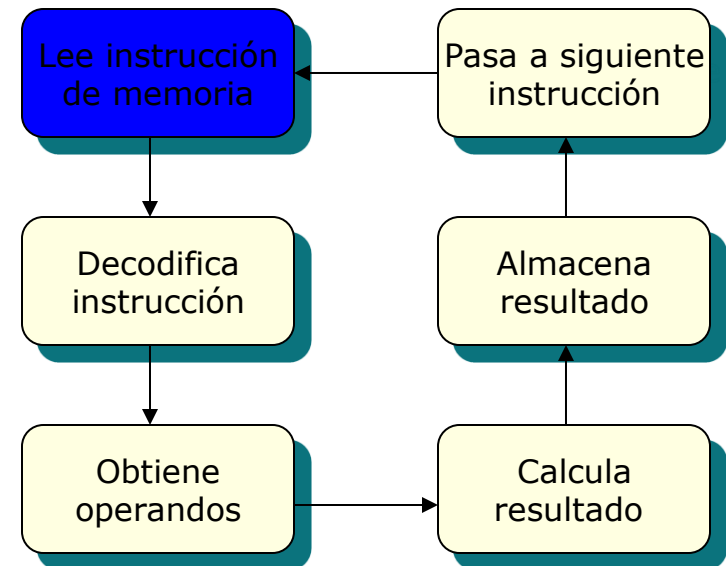 Lee instrucción
de memoria
Pasa a siguiente
instrucción
Decodifica
instrucción
Almacena
resultado
Obtiene
operandos
Calcula
resultado